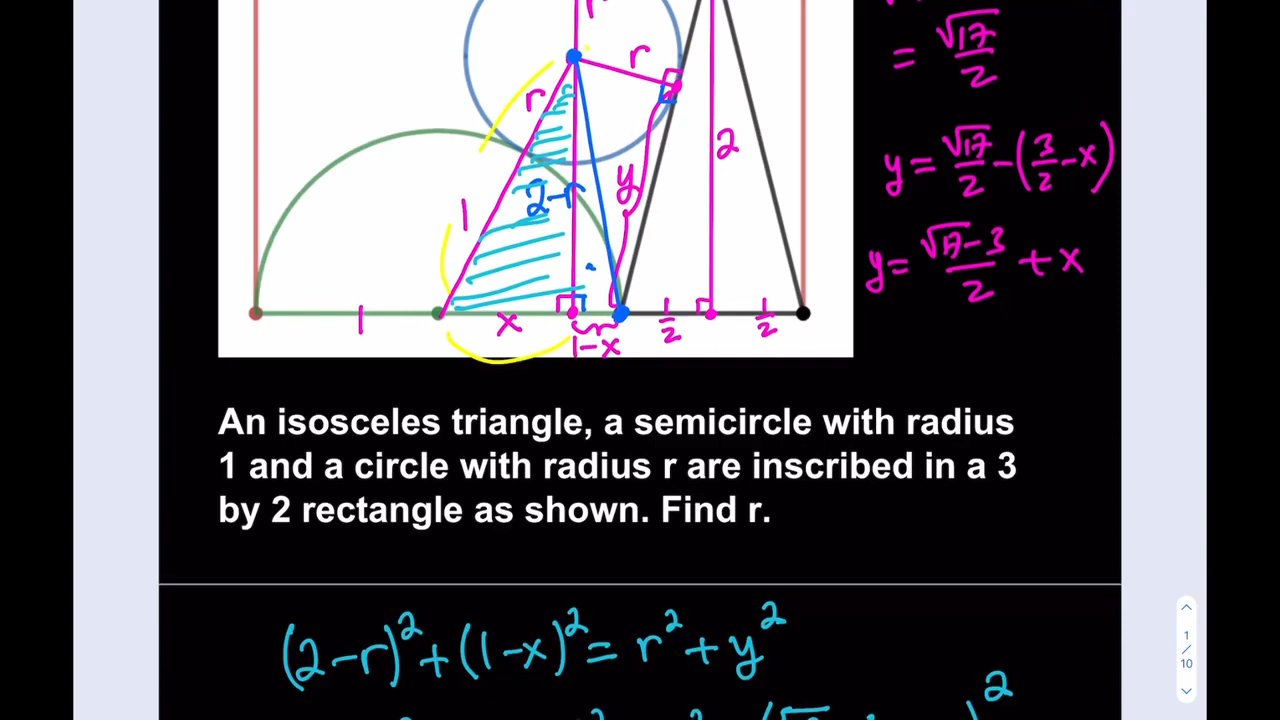 r
= √17/2
r
r
2
y = √17/2 − (3/2 − x)
2−r
y
1
y = (√17 − 3)/2 + x
1
x
1−x
1/2
1/2
An isosceles triangle, a semicircle with radius
1 and a circle with radius r are inscribed in a 3
by 2 rectangle as shown. Find r.
(2−r)² + (1−x)² = r² + y²
1
/
10